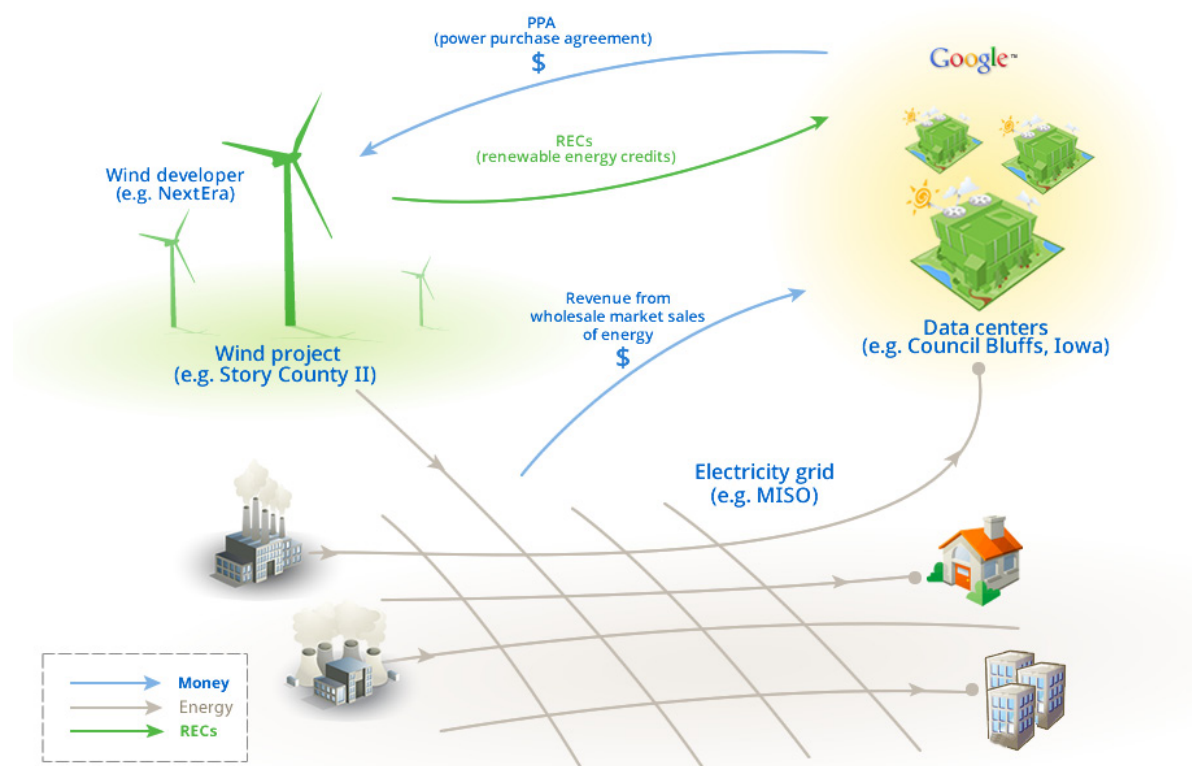 PPA
(power purchase agreement)
$
Google™
RECs
(renewable energy credits)
Wind developer
(e.g. NextEra)
Revenue from
wholesale market sales
of energy
$
Data centers
(e.g. Council Bluffs, Iowa)
Wind project
(e.g. Story County II)
Electricity grid
(e.g. MISO)
Money
Energy
RECs